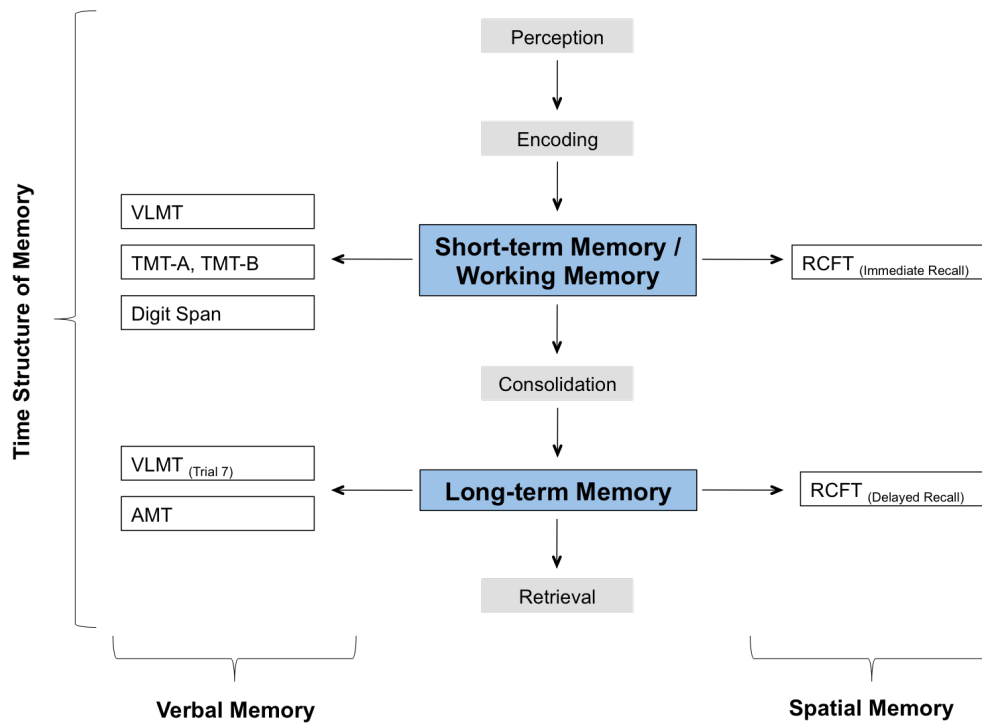 Perception
Encoding
Time Structure of Memory
VLMT
TMT-A, TMT-B
Digit Span
Short-term Memory /
Working Memory
RCFT (Immediate Recall)
Consolidation
VLMT (Trial 7)
AMT
Long-term Memory
RCFT (Delayed Recall)
Retrieval
Verbal Memory
Spatial Memory